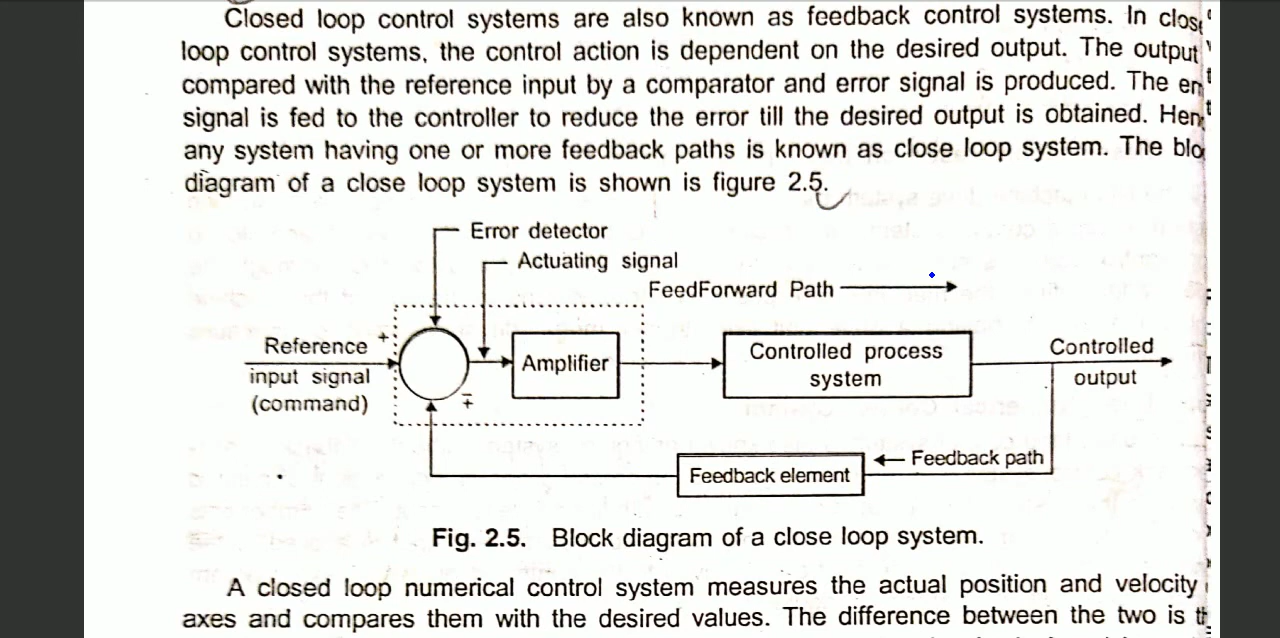 Closed loop control systems are also known as feedback control systems. In
loop control systems, the control action is dependent on the desired output. The output
compared with the reference input by a comparator and error signal is produced. The
signal is fed to the controller to reduce the error till the desired output is obtained.
any system having one or more feedback paths is known as close loop system. The
diagram of a close loop system is shown is figure 2.5.
Error detector
Actuating signal
FeedForward Path
Reference
input signal
(command)
+
Amplifier
Controlled process
system
Controlled
output
∓
Feedback path
Feedback element
Fig. 2.5. Block diagram of a close loop system.
A closed loop numerical control system measures the actual position and velocity
axes and compares them with the desired values. The difference between the two is